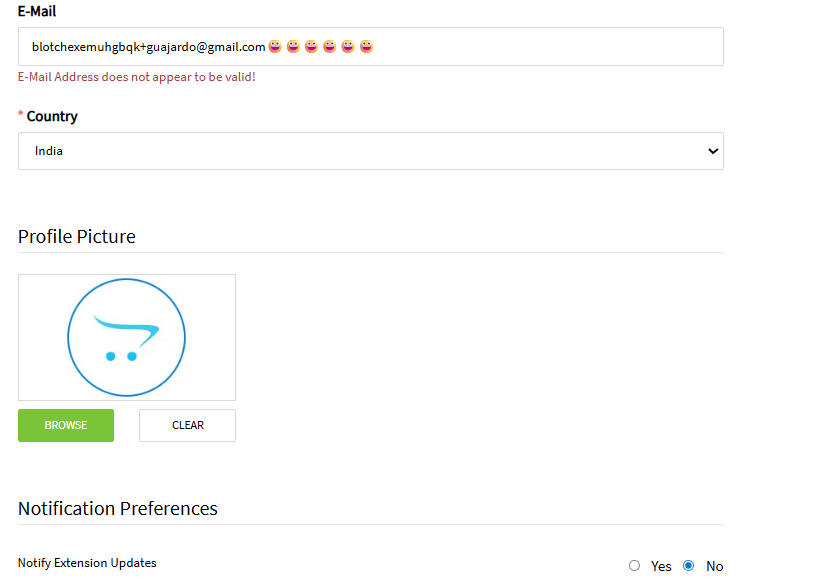 E-Mail
blotchexemuhgbqk+guajardo@gmail.com😀😀😀😀😀😀
E-Mail Address does not appear to be valid!
* Country
India
Profile Picture
BROWSE CLEAR
Notification Preferences
Notify Extension Updates Yes No